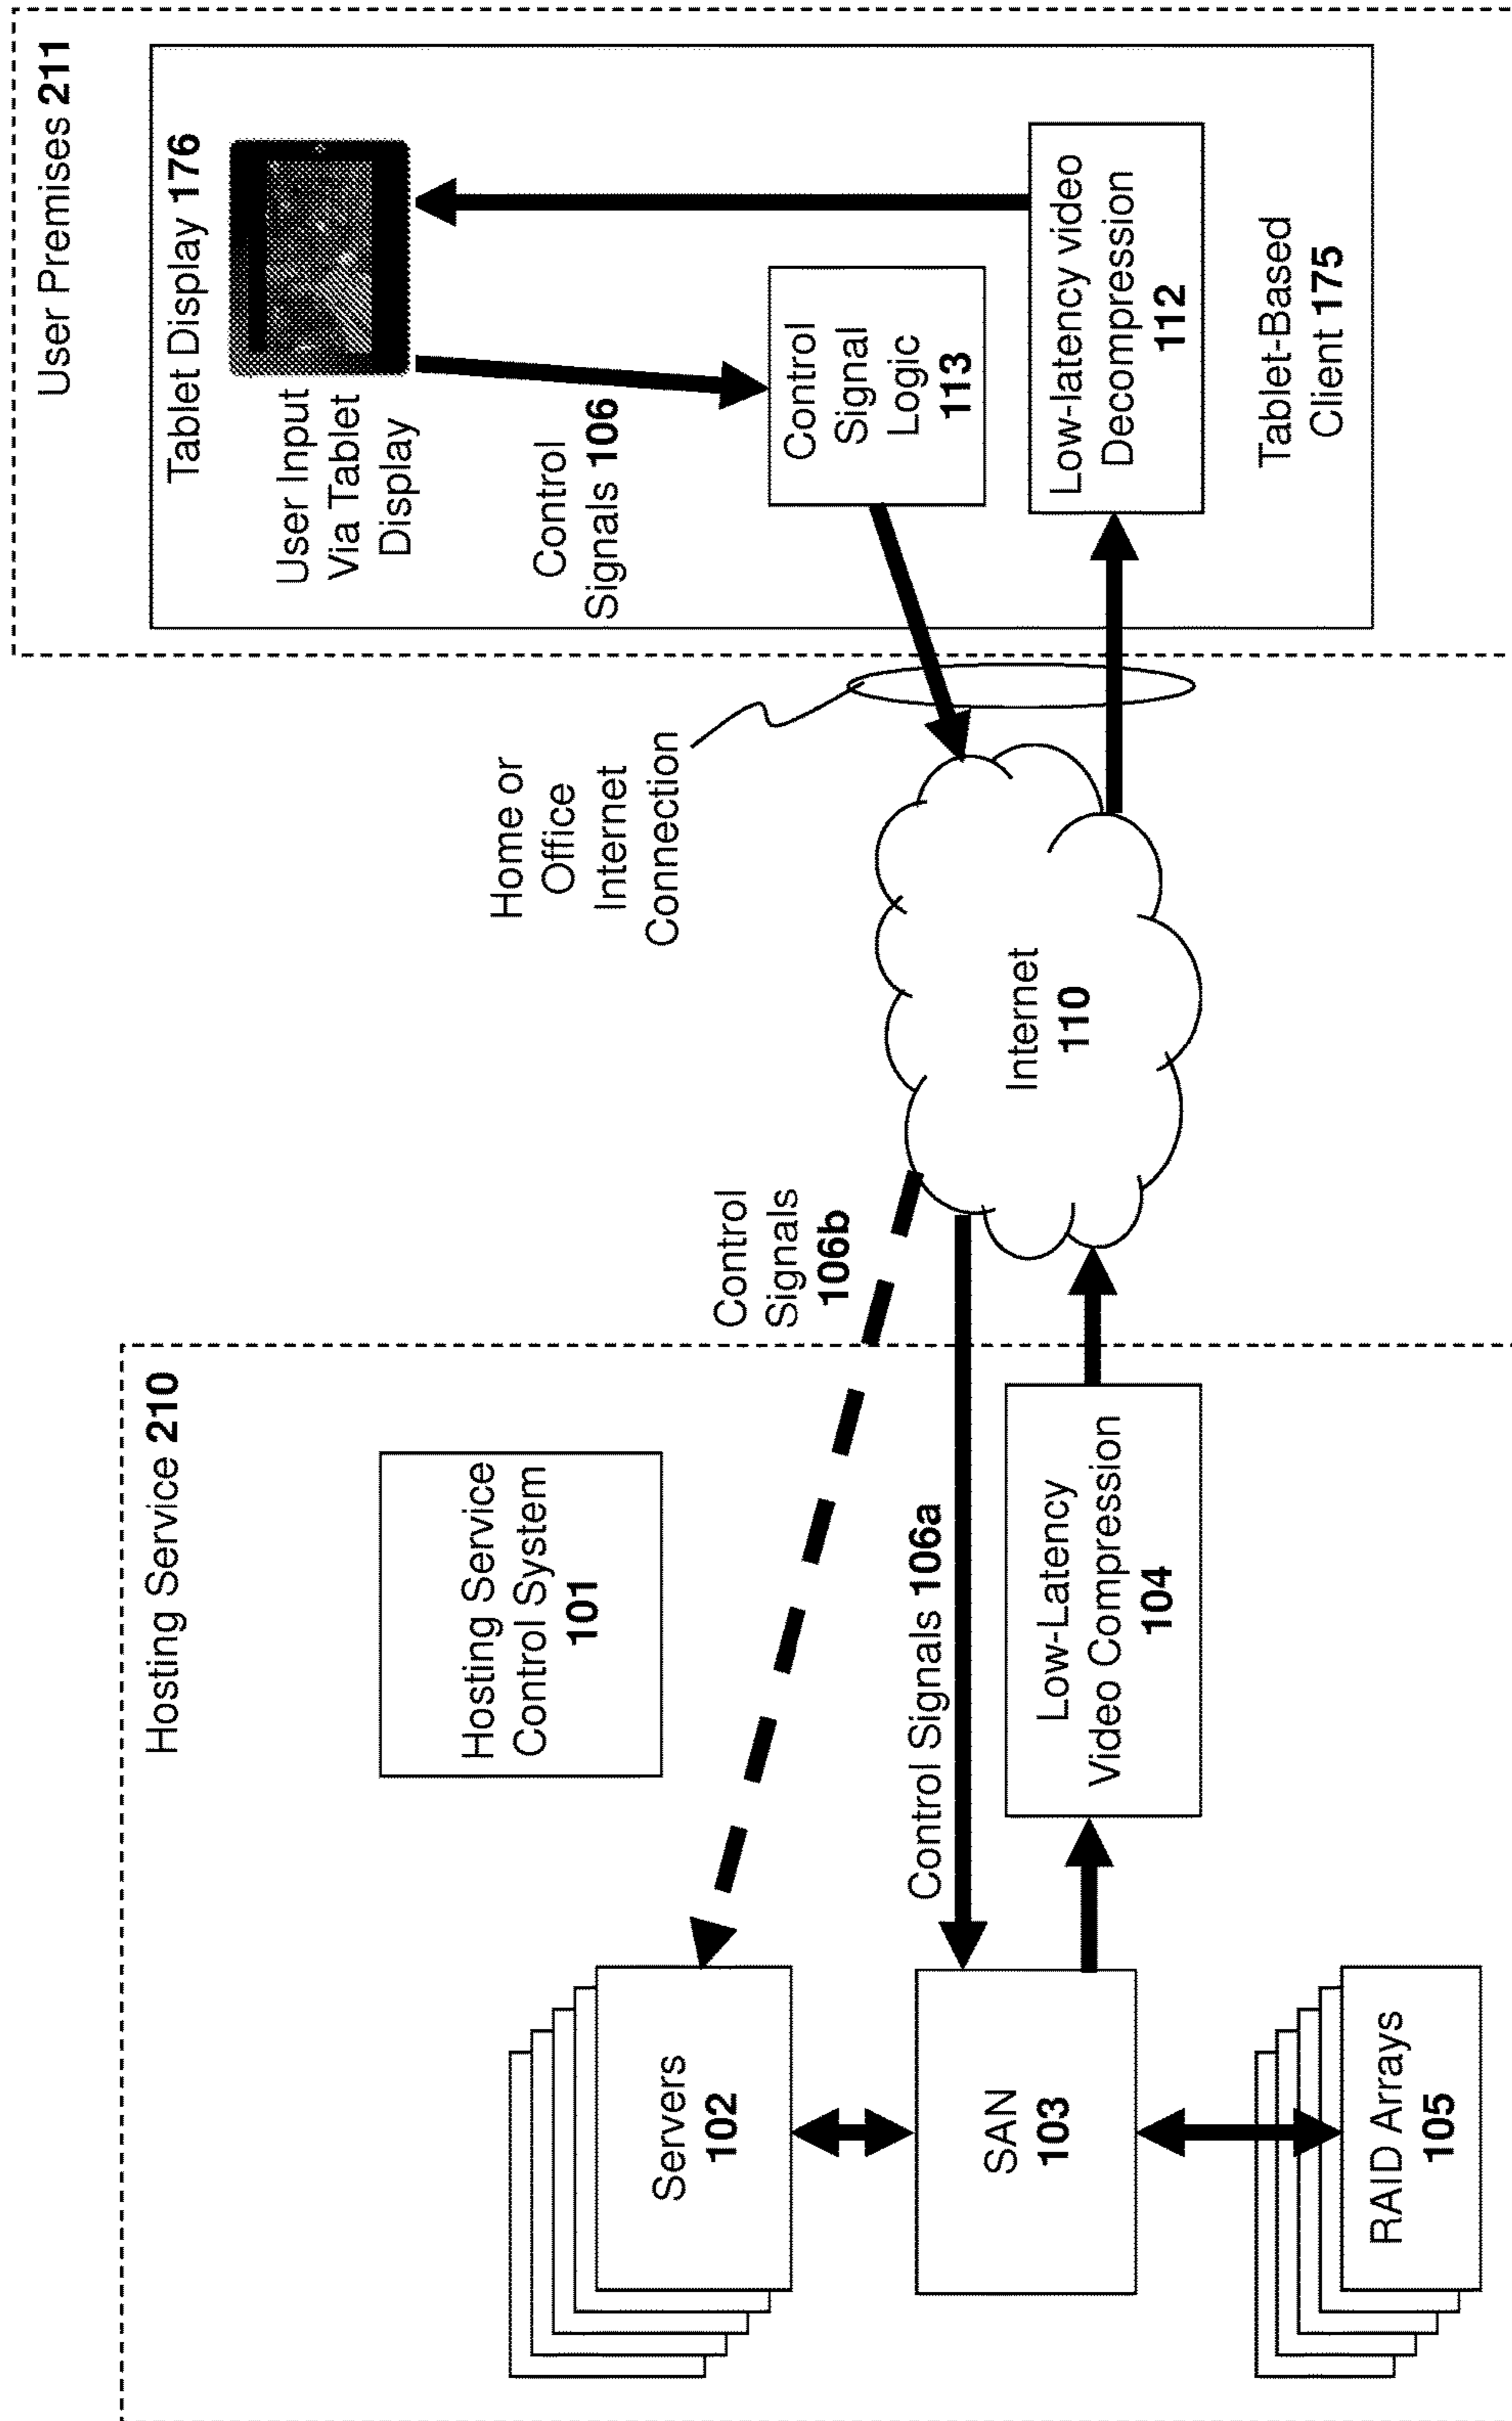 Hosting Service 210
Hosting Service
Control System
101
Servers
102
SAN
103
RAID Arrays
105
Control Signals 106a
Low-Latency
Video Compression
104
Control
Signals
106b
Internet
110
Home or
Office
Internet
Connection
User Premises 211
Tablet Display 176
User Input
Via Tablet
Display
Control
Signals 106
Control
Signal
Logic
113
Low-latency video
Decompression
112
Tablet-Based
Client 175